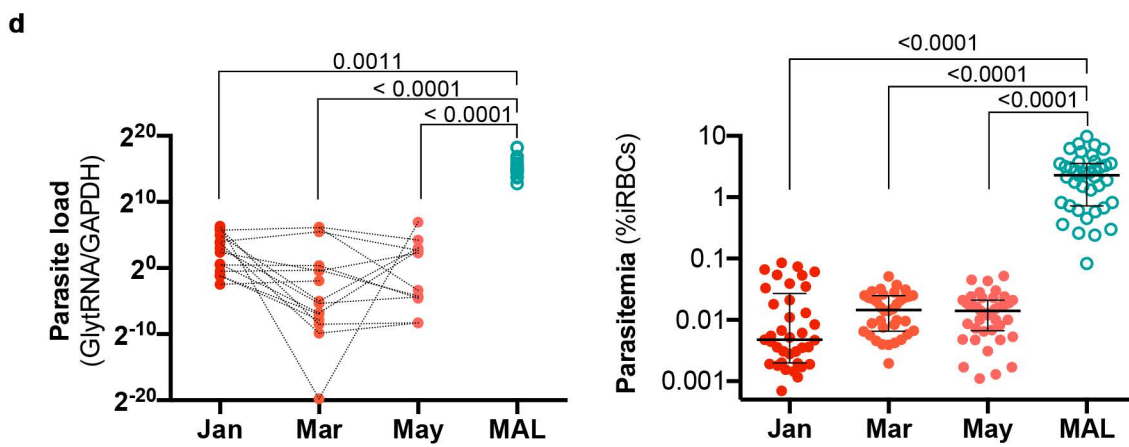 d
0.0011
< 0.0001
< 0.0001
Parasite load
(GlytRNA/GAPDH)
2^20
2^10
2^0
2^-10
2^-20
Jan Mar May MAL
<0.0001
<0.0001
<0.0001
Parasitemia (%iRBCs)
10
1
0.1
0.01
0.001
Jan Mar May MAL